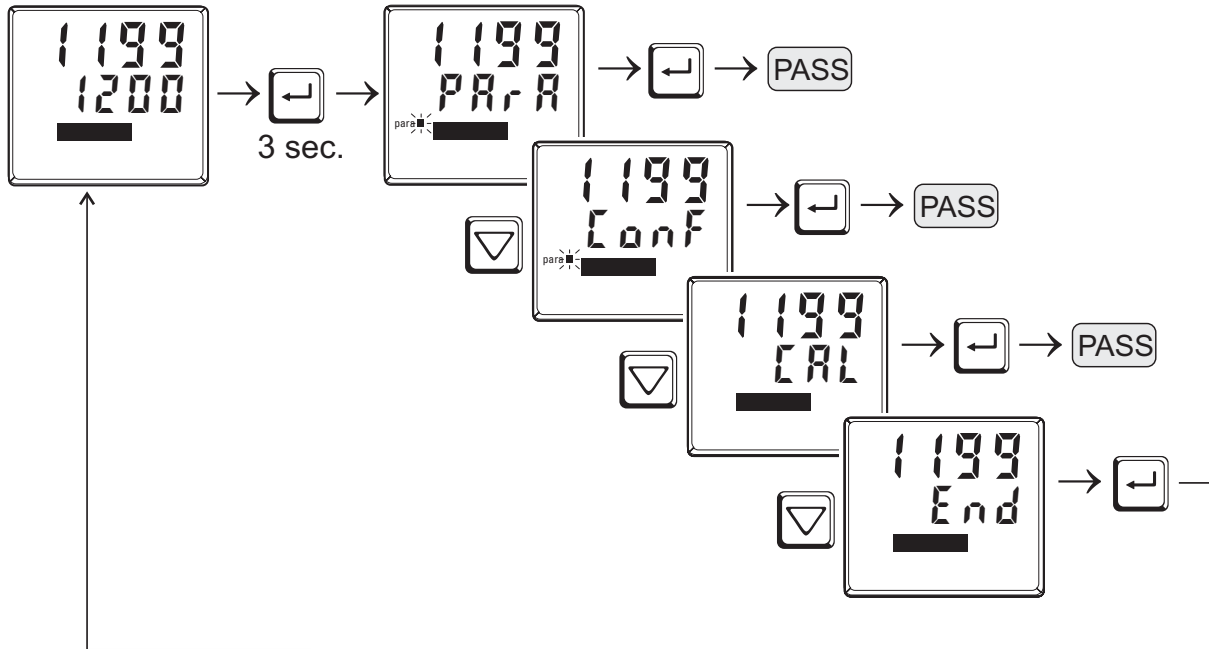 1199
1200
3 sec.
1199
PArA
para
PASS
1199
ConF
para
PASS
1199
CAL
PASS
1199
End